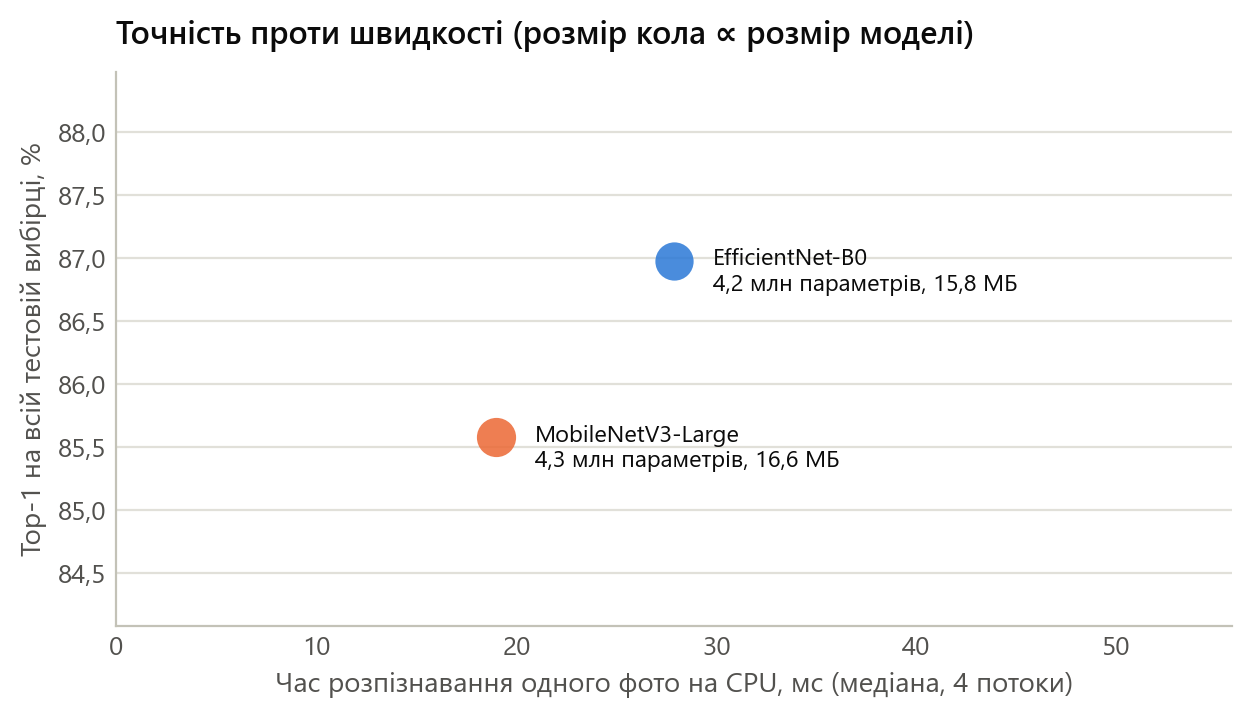 Точність проти швидкості (розмір кола ∝ розмір моделі)
Top-1 на всій тестовій вибірці, %
88,0
87,5
87,0
86,5
86,0
85,5
85,0
84,5
EfficientNet-B0
4,2 млн параметрів, 15,8 МБ
MobileNetV3-Large
4,3 млн параметрів, 16,6 МБ
0 10 20 30 40 50
Час розпізнавання одного фото на CPU, мс (медіана, 4 потоки)